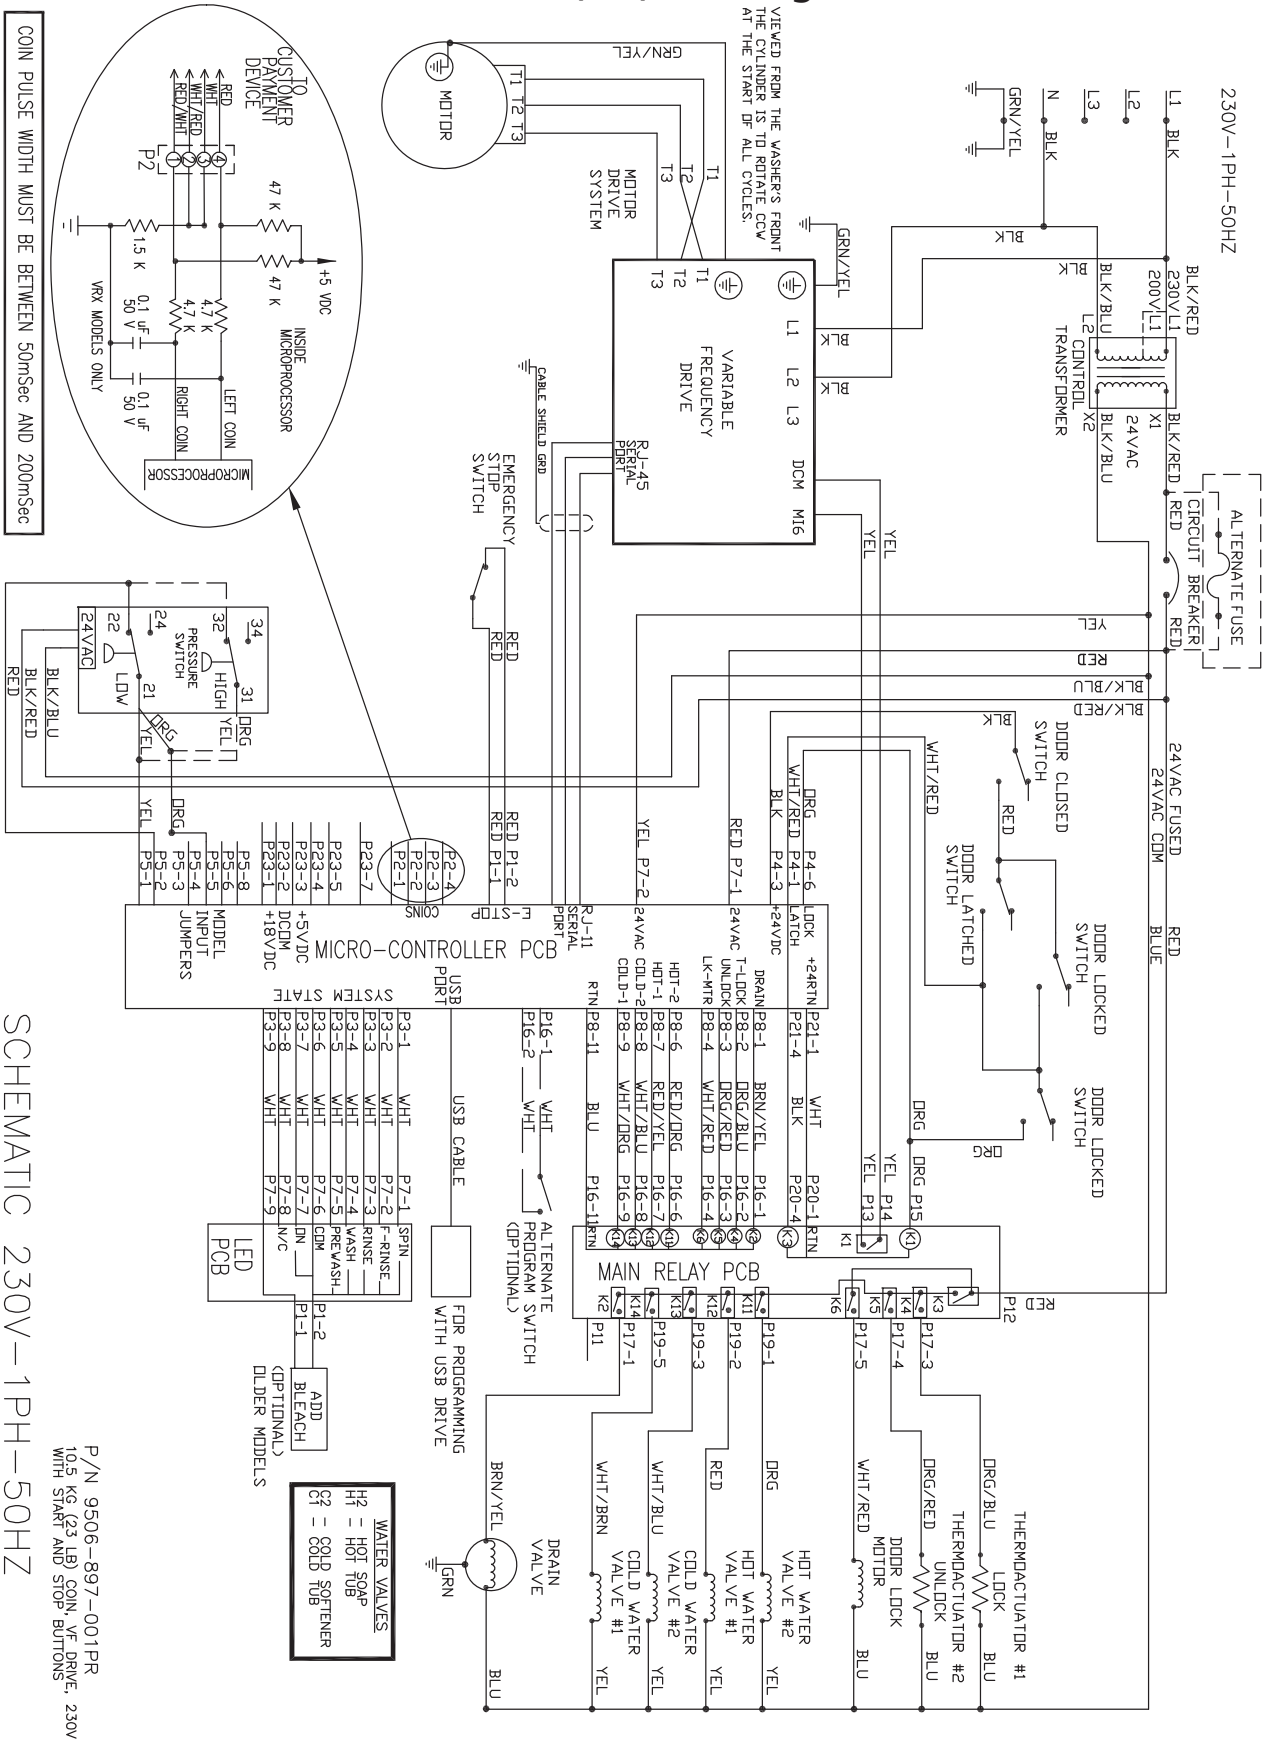 230V-1PH-50HZ
L1
L2
L3
N
BLK
BLK
GRN/YEL
VIEWED FROM THE WASHER'S FRONT
THE CYLINDER IS TO ROTATE CCW
AT THE START OF ALL CYCLES.
GRN/YEL
MOTOR
T1
T2
T3
T1
T2
T3
MOTOR
DRIVE
SYSTEM
T1
T2
T3
GRN/YEL
L1
L2
L3
DCM
MI6
VARIABLE
FREQUENCY
DRIVE
RJ-45
SERIAL
PORT
BLK
BLK
BLK
BLK
BLK/RED
230V L1
200V L1
BLK/BLU
L2
CONTROL
TRANSFORMER
X1
24VAC
X2
BLK/RED
BLK/BLU
ALTERNATE FUSE
CIRCUIT BREAKER
RED
RED
YEL
YEL
YEL
RED
BLK/BLU
BLK/RED
24VAC FUSED
24VAC COM
RED
BLUE
CABLE SHIELD GRD
EMERGENCY
STOP
SWITCH
RED
RED
RED P1-2
RED P1-1
YEL P7-2
RED P7-1
BLK
WHT/RED
DOOR CLOSED
SWITCH
RED
DOOR LATCHED
SWITCH
DOOR LOCKED
SWITCH
DOOR LOCKED
SWITCH
ORG
ORG
ORG P15
YEL P14
YEL P13
ORG P4-6
WHT/RED P4-1
BLK P4-3
TO
CUSTOMER
PAYMENT
DEVICE
RED
WHT
WHT/RED
RED/WHT
P2
4
3
2
1
47 K
47 K
+5 VDC
1.5 K
4.7 K
4.7 K
0.1 uF
50 V
0.1 uF
50 V
VRX MODELS ONLY
INSIDE
MICROPROCESSOR
LEFT COIN
RIGHT COIN
MICROPROCESSOR
COIN PULSE WIDTH MUST BE BETWEEN 50mSec AND 200mSec
34
32
31
24
22
21
PRESSURE
SWITCH
HIGH
LOW
24VAC
ORG
YEL
ORG
YEL
BLK/BLU
BLK/RED
RED
ORG
YEL
P2-4
P2-3
P2-2
P2-1
P23-7
P23-5
P23-4
P23-3
P23-2
P23-1
P5-8
P5-6
P5-5
P5-4
P5-3
P5-2
P5-1
MICRO-CONTROLLER PCB
LOCK
LATCH
+24VDC
+24RTN
24VAC
24VAC
RJ-11
SERIAL
PORT
E-STOP
COINS
+5VDC
DCOM
+18VDC
MODEL
INPUT
JUMPERS
DRAIN
T-LOCK
UNLOCK
LK-MTR
HOT-2
HOT-1
COLD-2
COLD-1
RTN
USB
PORT
SYSTEM STATE
P21-1 WHT P20-1
P21-4 BLK P20-4
P8-1 BRN/YEL P16-1
P8-2 ORG/BLU P16-2
P8-3 ORG/RED P16-3
P8-4 WHT/RED P16-4
P8-6 RED/ORG P16-6
P8-7 RED/YEL P16-7
P8-8 WHT/BLU P16-8
P8-9 WHT/ORG P16-9
P8-11 BLU P16-11
P16-1 WHT
P16-2 WHT
ALTERNATE
PROGRAM SWITCH
(OPTIONAL)
USB CABLE
FOR PROGRAMMING
WITH USB DRIVE
P3-1 WHT P7-1
P3-2 WHT P7-2
P3-3 WHT P7-3
P3-4 WHT P7-4
P3-5 WHT P7-5
P3-6 WHT P7-6
P3-7 WHT P7-7
P3-8 WHT P7-8
P3-9 WHT P7-9
SPIN
F-RINSE
RINSE
WASH
PREWASH
COM
ON
N/C
LED
PCB
P1-2
P1-1
ADD
BLEACH
(OPTIONAL)
OLDER MODELS
MAIN RELAY PCB
K1
K1
RTN
K3
K2
K4
K5
K6
K11
K12
K13
K14
RTN
RED
P12
K3
K4
K5
K6
K11
K12
K13
K14
K2
P17-3
P17-4
P17-5
P19-1
P19-2
P19-3
P19-5
P17-1
P11
ORG/BLU
THERMOACTUATOR #1
LOCK
BLU
ORG/RED
THERMOACTUATOR #2
UNLOCK
BLU
WHT/RED
DOOR LOCK
MOTOR
BLU
ORG
HOT WATER
VALVE #2
YEL
RED
HOT WATER
VALVE #1
YEL
WHT/BLU
COLD WATER
VALVE #2
YEL
WHT/BRN
COLD WATER
VALVE #1
YEL
BRN/YEL
DRAIN
VALVE
GRN
BLU
WATER VALVES
H2 - HOT SOAP
H1 - HOT TUB
C2 - COLD SOFTENER
C1 - COLD TUB
SCHEMATIC 230V-1PH-50HZ
P/N 9506-897-001PR
10.5 KG (23 LB) COIN, VF DRIVE, 230V
WITH START AND STOP BUTTONS